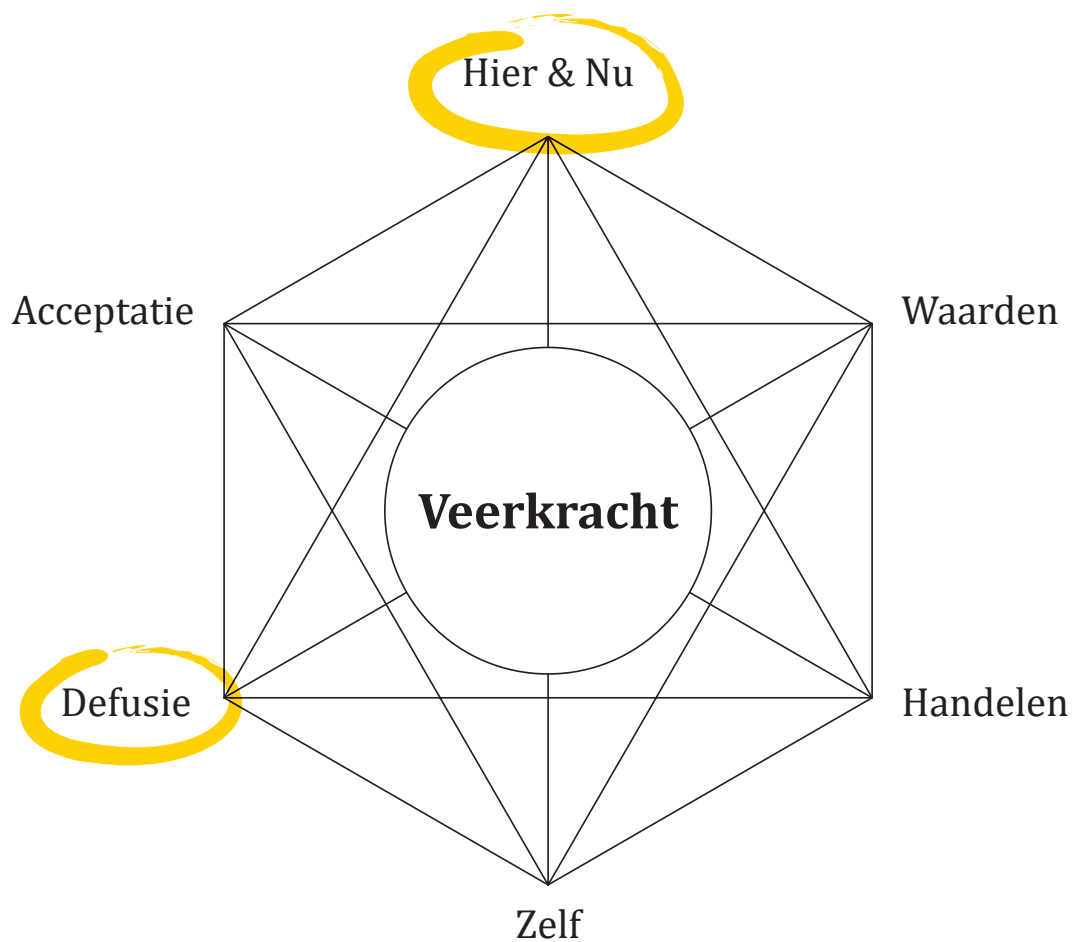 Hier & Nu
Acceptatie
Waarden
Veerkracht
Defusie
Handelen
Zelf